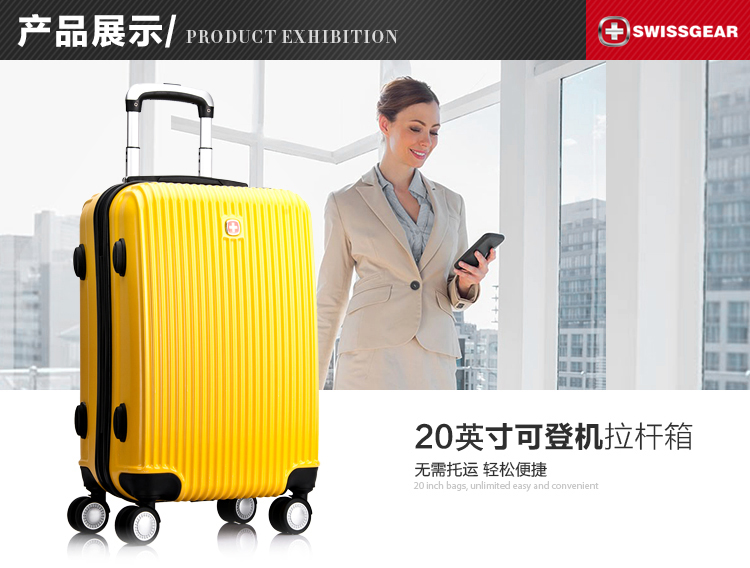 产品展示/ PRODUCT EXHIBITION
SWISSGEAR
20英寸可登机拉杆箱
无需托运 轻松便捷
20 inch bags, unlimited easy and convenient